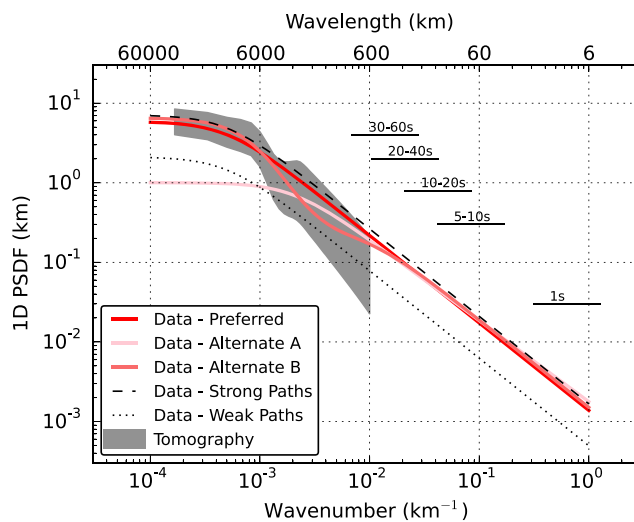 Wavelength (km)
60000 6000 600 60 6
10^1
10^0
10^-1
10^-2
10^-3
1D PSDF (km)
30-60s
20-40s
10-20s
5-10s
1s
Data - Preferred
Data - Alternate A
Data - Alternate B
Data - Strong Paths
Data - Weak Paths
Tomography
10^-4 10^-3 10^-2 10^-1 10^0
Wavenumber (km^-1)